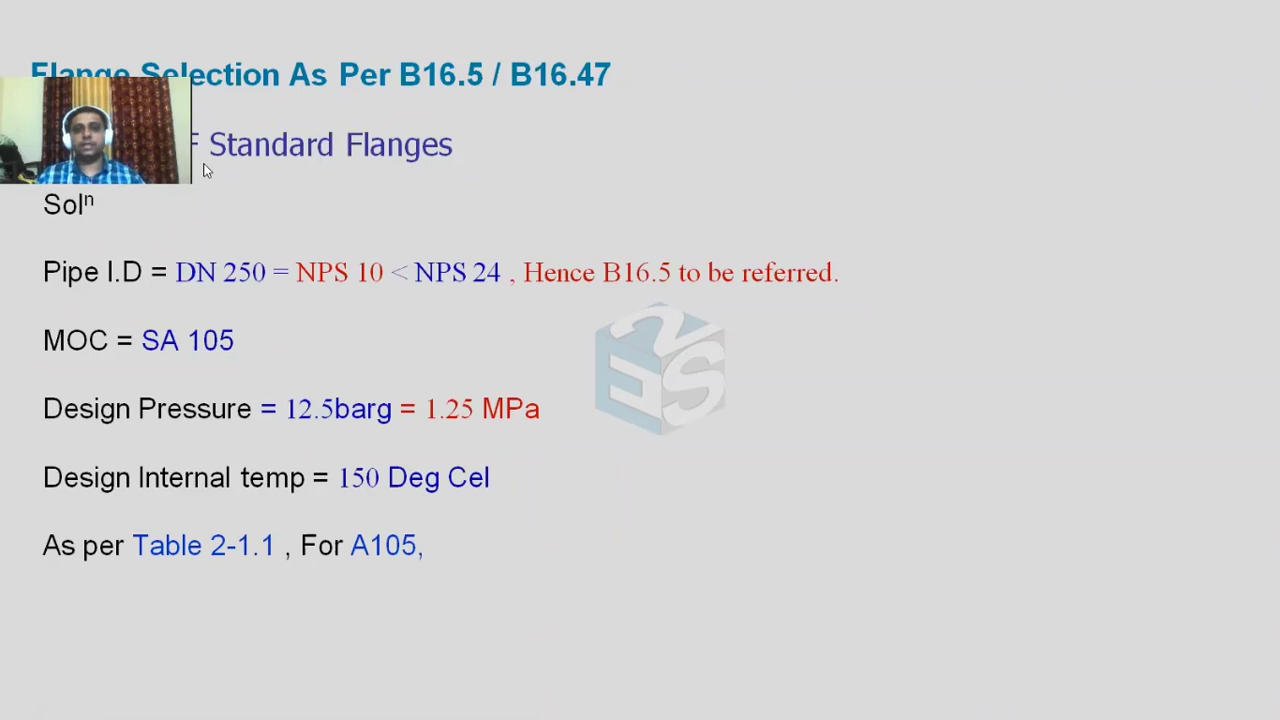 Flange Selection As Per B16.5 / B16.47
F Standard Flanges
Solⁿ
Pipe I.D = DN 250 = NPS 10 < NPS 24 , Hence B16.5 to be referred.
MOC = SA 105
Design Pressure = 12.5barg = 1.25 MPa
Design Internal temp = 150 Deg Cel
As per Table 2-1.1 , For A105,